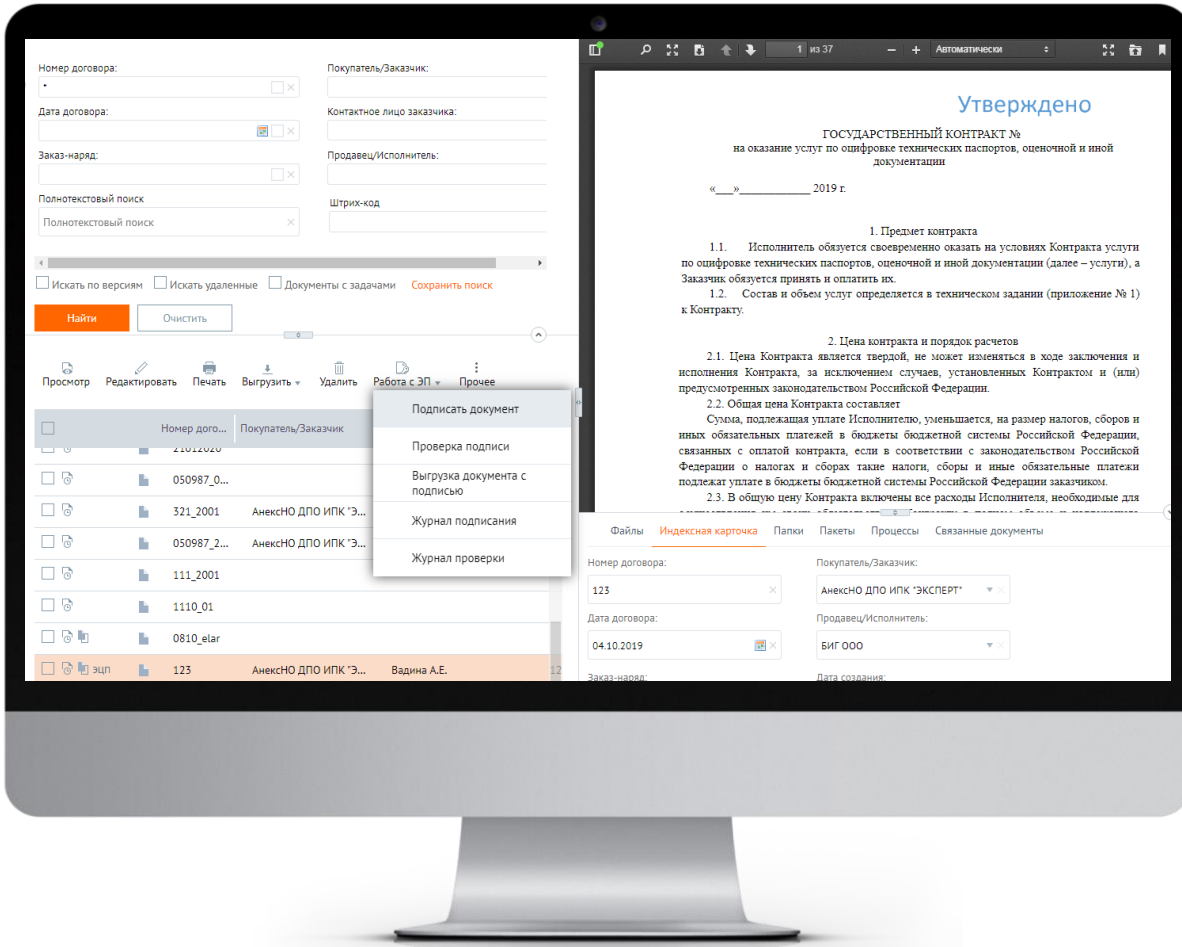 Номер договора:
*
Дата договора:
Заказ-наряд:
Полнотекстовый поиск
Полнотекстовый поиск
Покупатель/Заказчик:
Контактное лицо заказчика:
Продавец/Исполнитель:
Штрих-код
Искать по версиям Искать удаленные Документы с задачами Сохранить поиск
Найти Очистить
Просмотр Редактировать Печать Выгрузить Удалить Работа с ЭП Прочее
Подписать документ
Проверка подписи
Выгрузка документа с
подписью
Журнал подписания
Журнал проверки
Номер дого... Покупатель/Заказчик
21012020
050987_0...
321_2001 АнексНО ДПО ИПК "Э...
050987_2... АнексНО ДПО ИПК "Э...
111_2001
1110_01
0810_elar
эцп 123 АнексНО ДПО ИПК "Э... Вадина А.Е. 12
1 из 37 Автоматически
Утверждено
ГОСУДАРСТВЕННЫЙ КОНТРАКТ №
на оказание услуг по оцифровке технических паспортов, оценочной и иной
документации
«___»____________ 2019 г.
1. Предмет контракта
1.1. Исполнитель обязуется своевременно оказать на условиях Контракта услуги
по оцифровке технических паспортов, оценочной и иной документации (далее – услуги), а
Заказчик обязуется принять и оплатить их.
1.2. Состав и объем услуг определяется в техническом задании (приложение № 1)
к Контракту.
2. Цена контракта и порядок расчетов
2.1. Цена Контракта является твердой, не может изменяться в ходе заключения и
исполнения Контракта, за исключением случаев, установленных Контрактом и (или)
предусмотренных законодательством Российской Федерации.
2.2. Общая цена Контракта составляет
Сумма, подлежащая уплате Исполнителю, уменьшается, на размер налогов, сборов и
иных обязательных платежей в бюджеты бюджетной системы Российской Федерации,
связанных с оплатой контракта, если в соответствии с законодательством Российской
Федерации о налогах и сборах такие налоги, сборы и иные обязательные платежи
подлежат уплате в бюджеты бюджетной системы Российской Федерации заказчиком.
2.3. В общую цену Контракта включены все расходы Исполнителя, необходимые для
Файлы Индексная карточка Папки Пакеты Процессы Связанные документы
Номер договора:
123
Покупатель/Заказчик:
АнексНО ДПО ИПК "ЭКСПЕРТ"
Дата договора:
04.10.2019
Продавец/Исполнитель:
БИГ ООО
Заказ-наряд:
Дата создания: